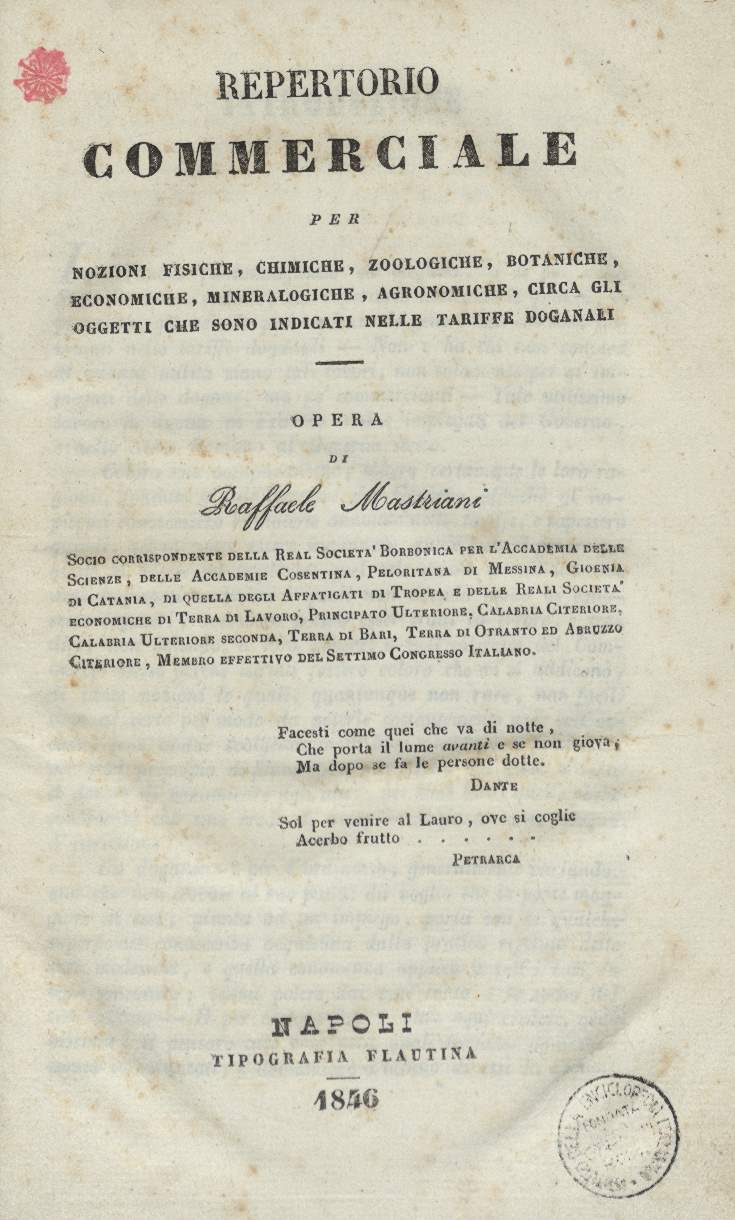 REPERTORIO
COMMERCIALE
PER
NOZIONI FISICHE, CHIMICHE, ZOOLOGICHE, BOTANICHE,
ECONOMICHE, MINERALOGICHE, AGRONOMICHE, CIRCA GLI
OGGETTI CHE SONO INDICATI NELLE TARIFFE DOGANALI
OPERA
DI
Raffaele Mastriani
SOCIO CORRISPONDENTE DELLA REAL SOCIETA' BORBONICA PER L'ACCADEMIA DELLE
SCIENZE, DELLE ACCADEMIE COSENTINA, PELORITANA DI MESSINA, GIOENIA
DI CATANIA, DI QUELLA DEGLI AFFATIGATI DI TROPEA E DELLE REALI SOCIETA'
ECONOMICHE DI TERRA DI LAVORO, PRINCIPATO ULTERIORE, CALABRIA CITERIORE,
CALABRIA ULTERIORE SECONDA, TERRA DI BARI, TERRA DI OTRANTO ED ABRUZZO
CITERIORE, MEMBRO EFFETTIVO DEL SETTIMO CONGRESSO ITALIANO.
Facesti come quei che va di notte,
Che porta il lume avanti e se non giova;
Ma dopo se fa le persone dotte.
DANTE
Sol per venire al Lauro, ove si coglie
Acerbo frutto . . . . . .
PETRARCA
NAPOLI
TIPOGRAFIA FLAUTINA
1846